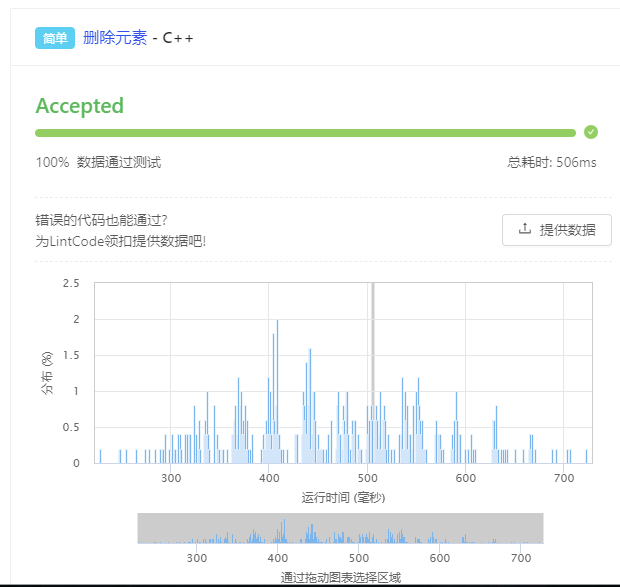 简单 删除元素 - C++
Accepted
100% 数据通过测试 总耗时: 506ms
错误的代码也能通过?
为LintCode领扣提供数据吧!
提供数据
2.5
2
1.5
1
0.5
0
分布 (%)
300 400 500 600 700
运行时间 (毫秒)
300 400 500 600 700
通过拖动图表选择区域